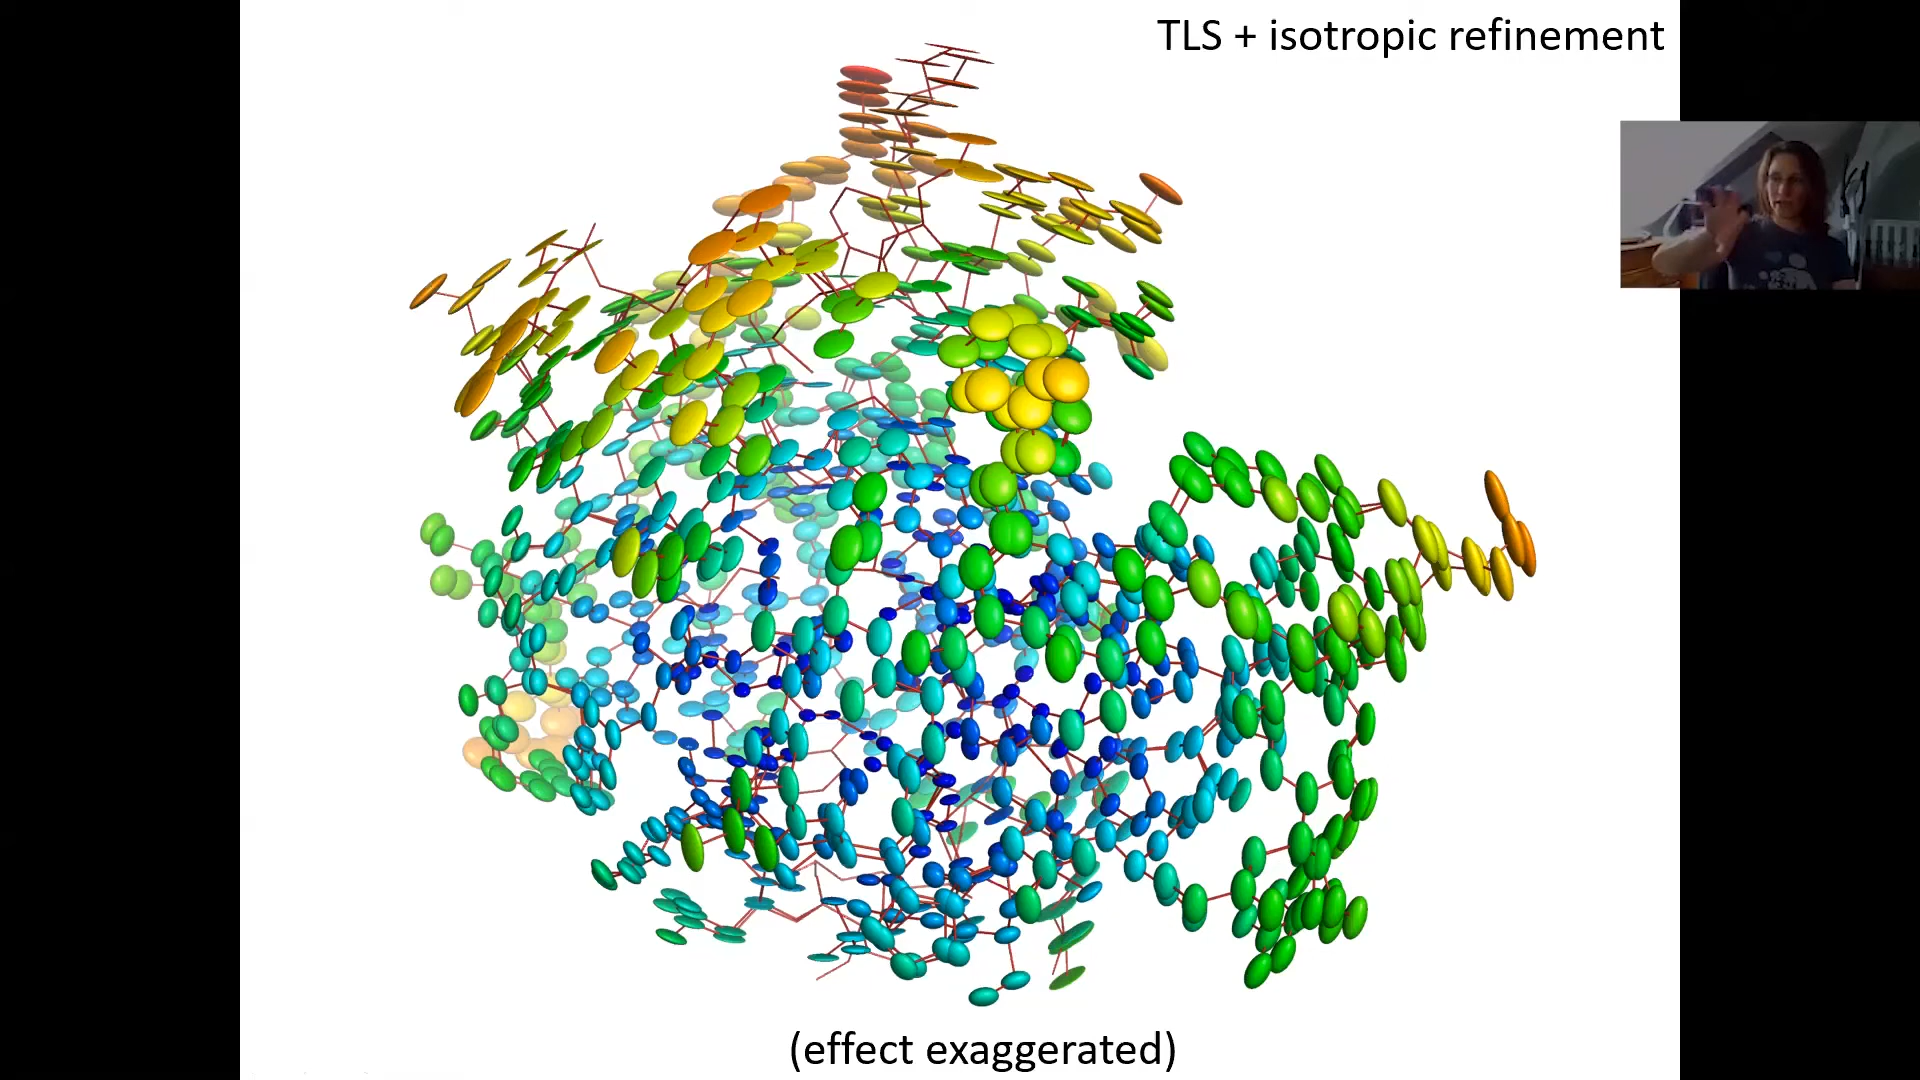 TLS + isotropic refinement
(effect exaggerated)